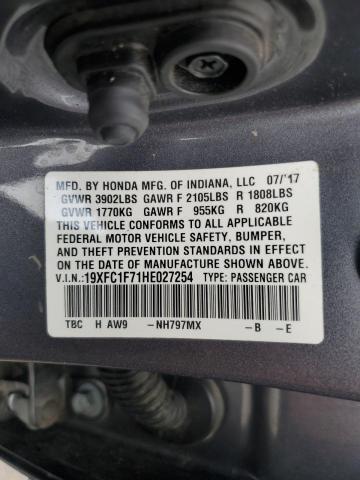 MFD. BY HONDA MFG. OF INDIANA, LLC 07/'17
GVWR 3902LBS GAWR F 2105LBS R 1808LBS
GVWR 1770KG GAWR F 955KG R 820KG
THIS VEHICLE CONFORMS TO ALL APPLICABLE
FEDERAL MOTOR VEHICLE SAFETY, BUMPER,
AND THEFT PREVENTION STANDARDS IN EFFECT
ON THE DATE OF MANUFACTURE SHOWN ABOVE.
V.I.N.:19XFC1F71HE027254 TYPE: PASSENGER CAR
TBC H AW9 -NH797MX -B -E